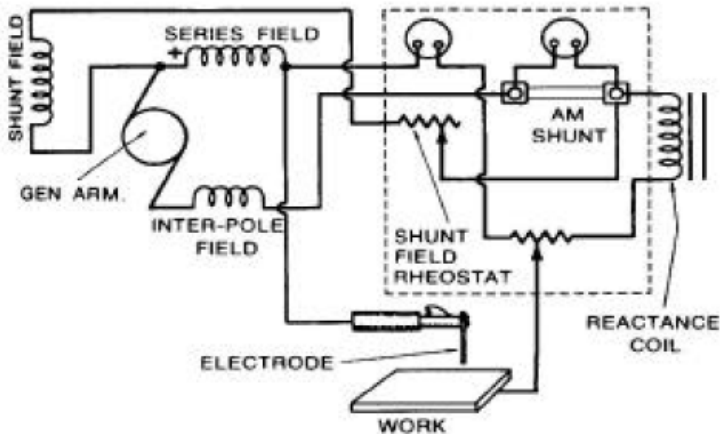 SHUNT FIELD
+
SERIES FIELD
GEN ARM.
INTER-POLE
FIELD
AM
SHUNT
SHUNT
FIELD
RHEOSTAT
REACTANCE
COIL
ELECTRODE
WORK